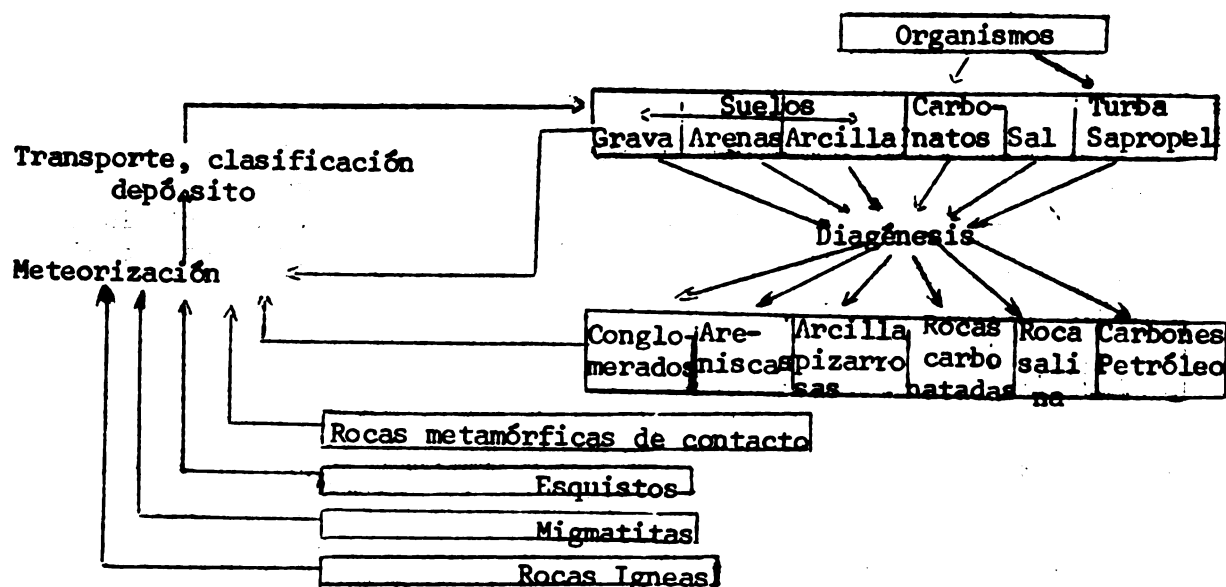 Organismos
Suelos
Grava Arenas Arcilla
Carbo-
natos
Sal
Turba
Sapropel
Transporte, clasificación
depósito
Diagénesis
Meteorización
Conglo-
merados
Are-
niscas
Arcilla
pizarro
sas
Rocas
carbo
natadas
Roca
sali
na
Carbones
Petróleo
Rocas metamórficas de contacto
Esquistos
Migmatitas
Rocas Igneas